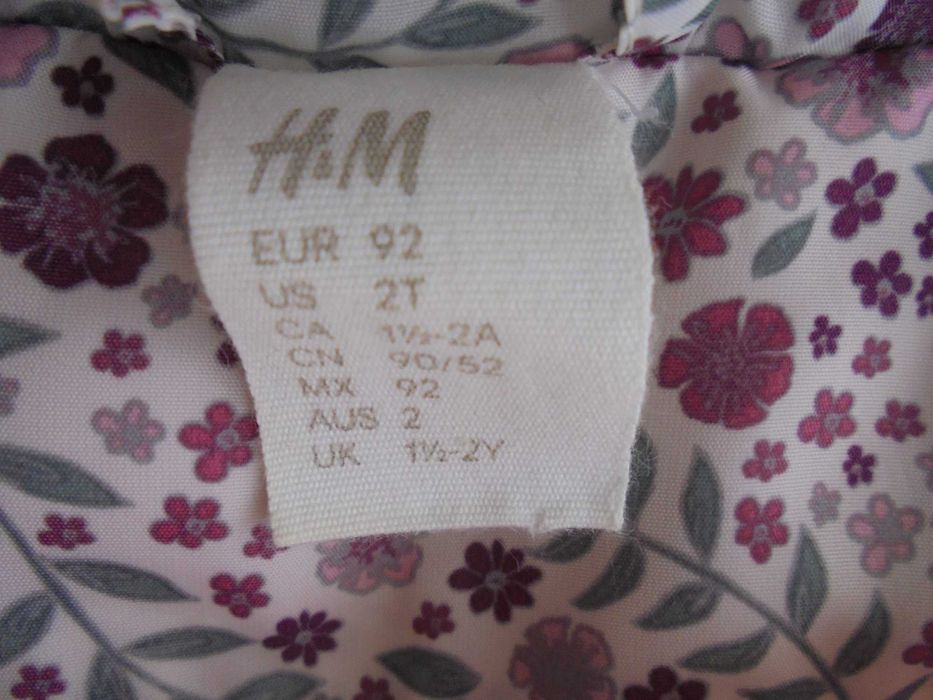 H&M
EUR 92
US 2T
CA 1½-2A
CN 90/52
MX 92
AUS 2
UK 1½-2Y